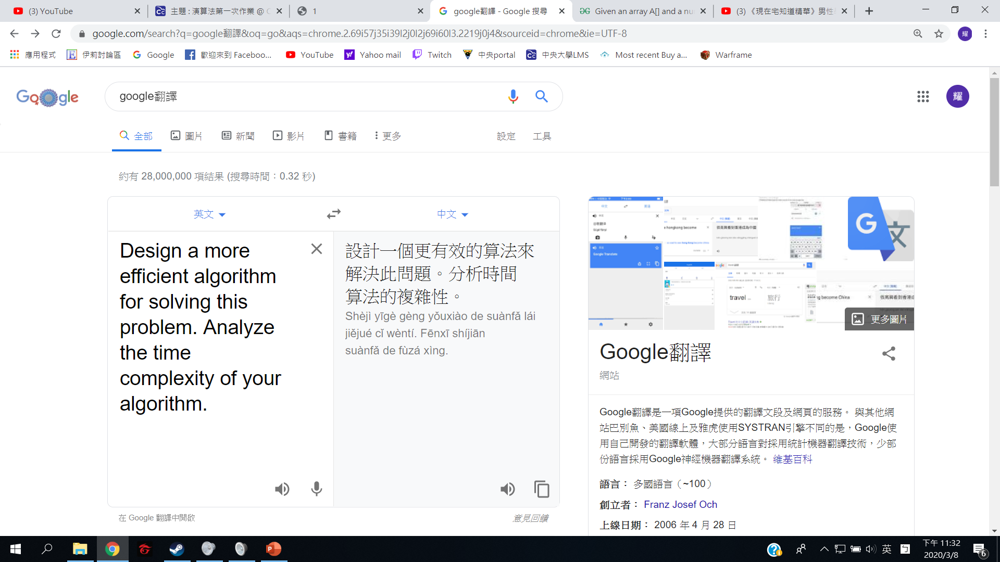 (3) YouTube
主題 : 演算法第一次作業 @ C
1
google翻譯 - Google 搜尋
Given an array A[] and a nu
(3) 《現在宅知道精華》男性
google.com/search?q=google翻譯&oq=go&aqs=chrome.2.69i57j35i39l2j0l2j69i60l3.2219j0j4&sourceid=chrome&ie=UTF-8
耀
應用程式
伊莉討論區
Google
歡迎來到 Faceboo...
YouTube
Yahoo mail
Twitch
中央portal
中央大學LMS
Most recent Buy a...
Warframe
Google
google翻譯
耀
全部
圖片
新聞
影片
書籍
更多
設定
工具
約有 28,000,000 項結果 (搜尋時間：0.32 秒)
英文
中文
Design a more
efficient algorithm
for solving this
problem. Analyze
the time
complexity of your
algorithm.
設計一個更有效的算法來
解決此問題。分析時間
算法的複雜性。
Shèjì yīgè gèng yǒuxiào de suànfǎ lái
jiějué cǐ wèntí. Fēnxī shíjiān
suànfǎ de fùzá xìng.
在 Google 翻譯中開啟
意見回饋
Google Translate
hongkong become
travel
旅行
g become China
更多圖片
Google翻譯
網站
Google翻譯是一項Google提供的翻譯文段及網頁的服務。 與其他網
站巴別魚、美國線上及雅虎使用SYSTRAN引擎不同的是，Google使
用自己開發的翻譯軟體，大部分語言對採用統計機器翻譯技術，少部
份語言採用Google神經機器翻譯系統。 維基百科
語言： 多國語言（~100）
創立者： Franz Josef Och
上線日期： 2006 年 4 月 28 日
英
ㄅ
下午 11:32
2020/3/8
6